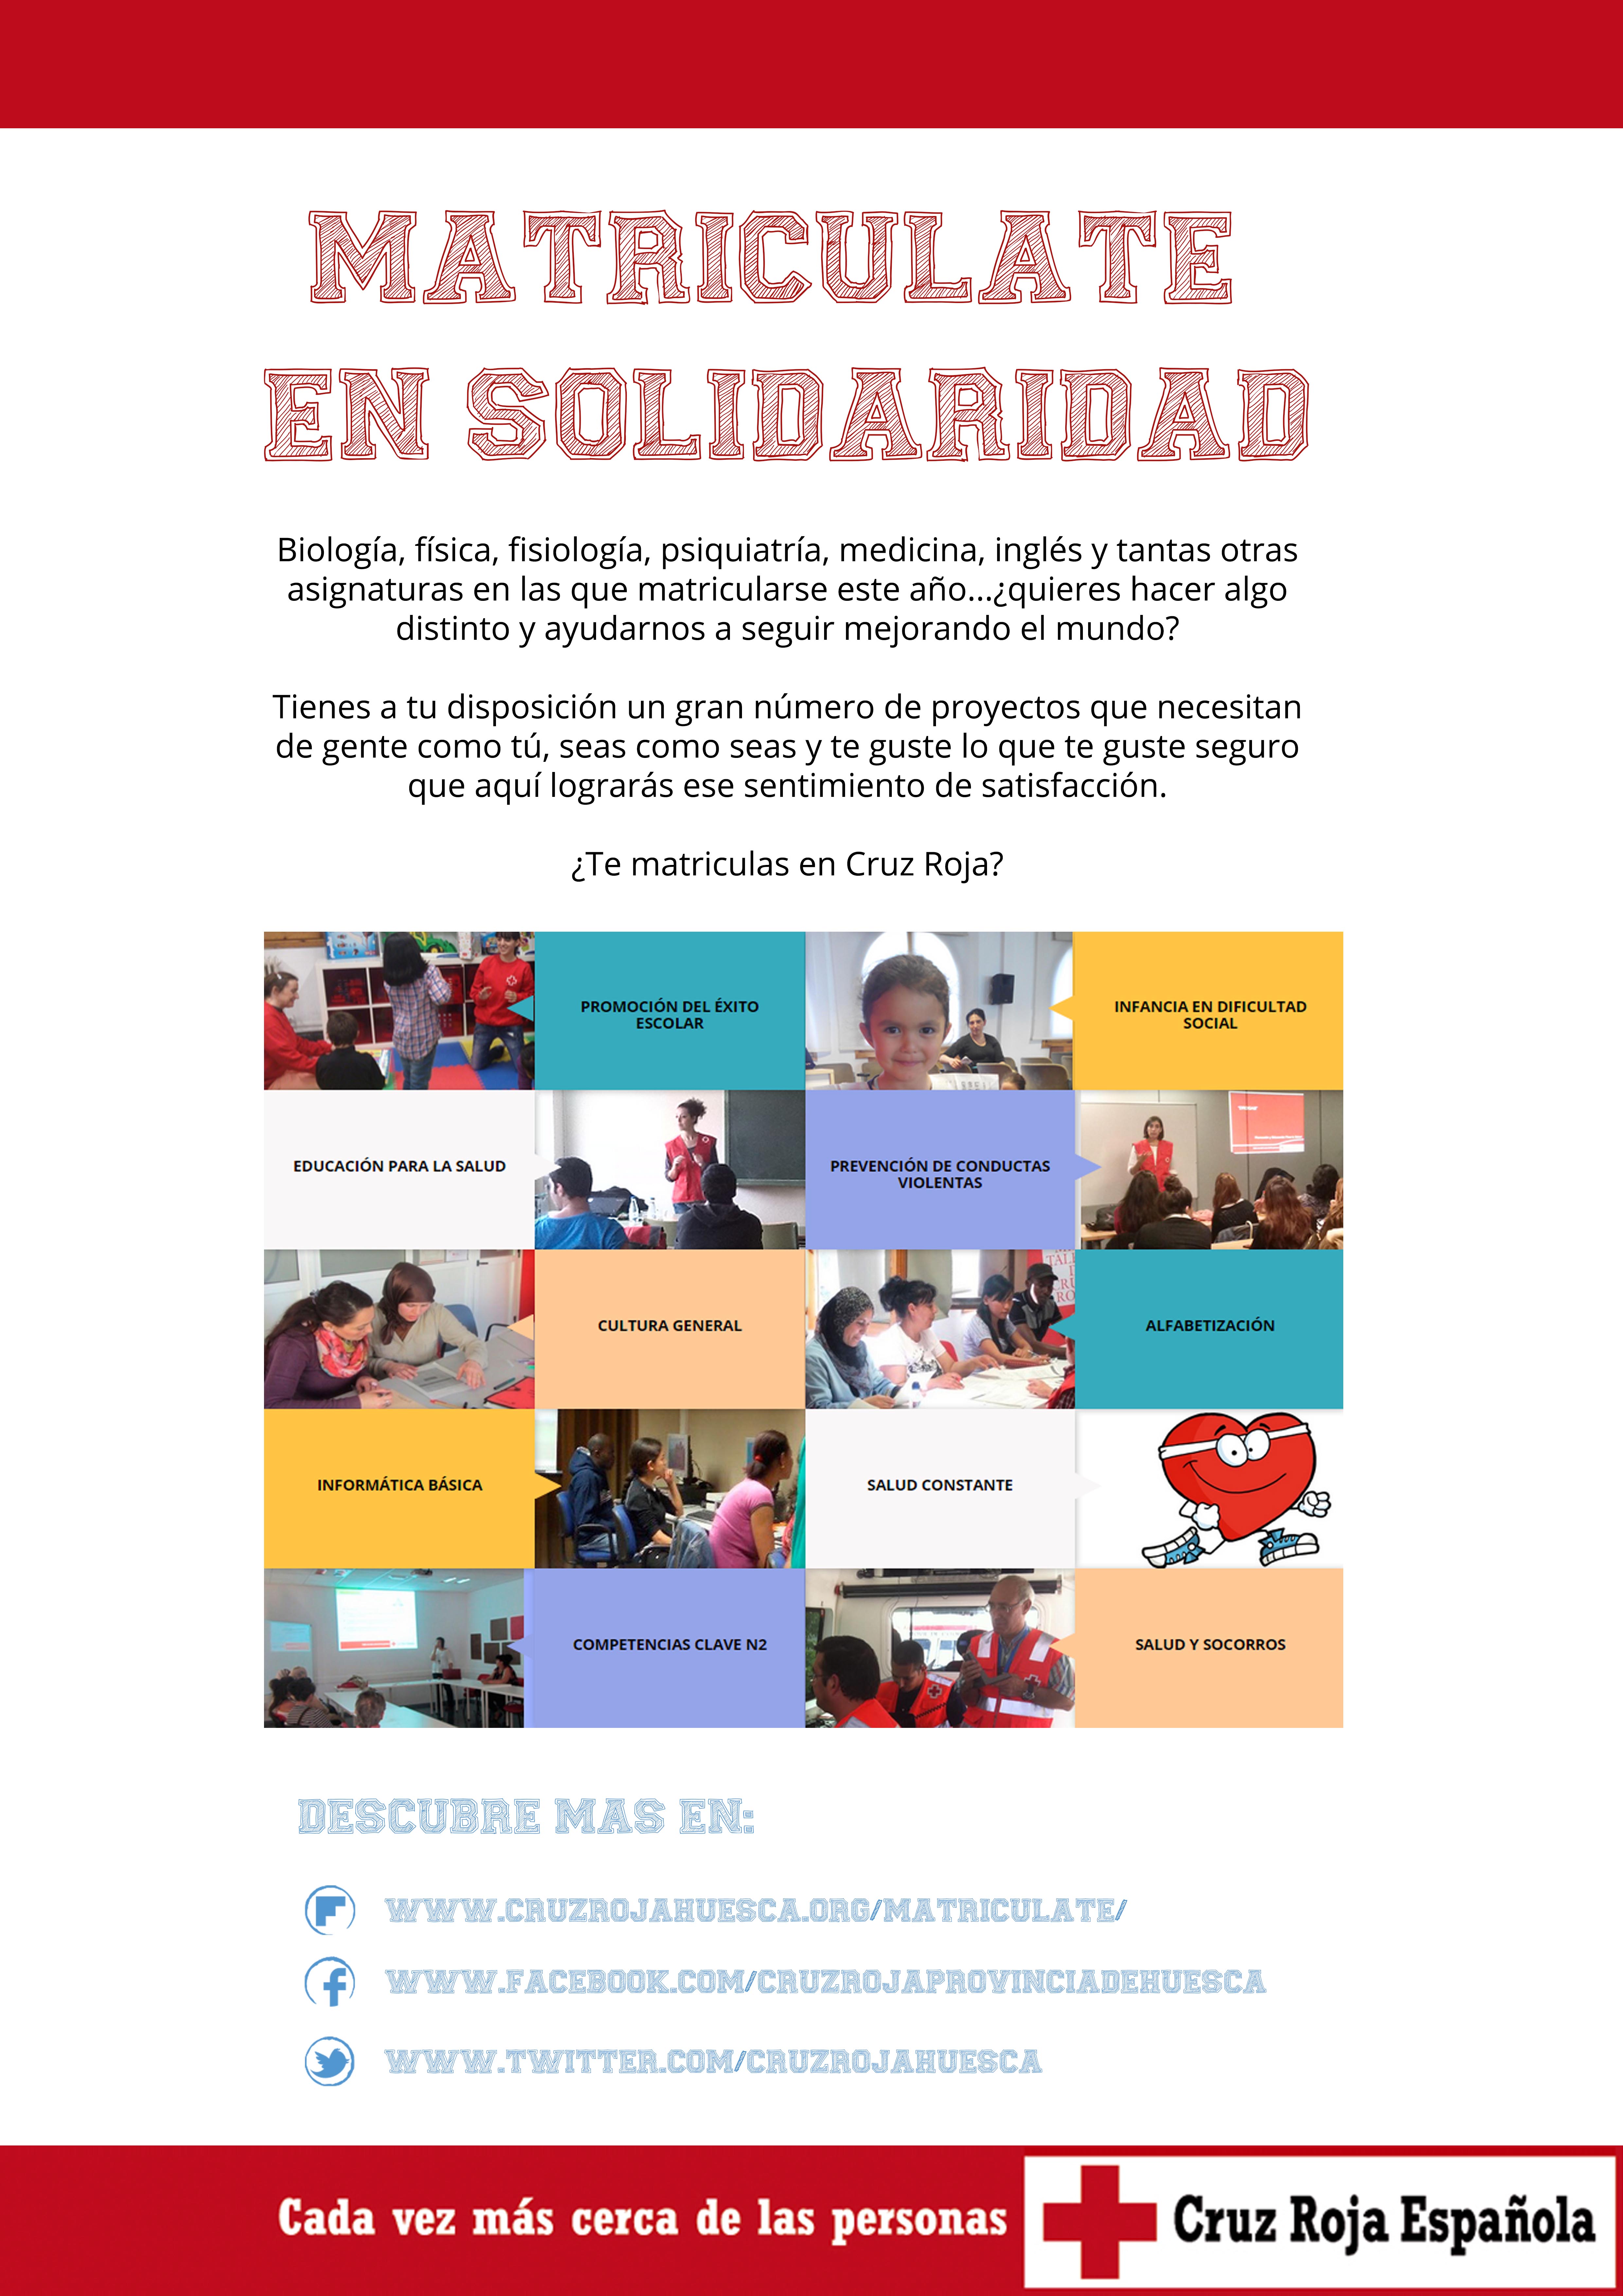 MATRICULATE
EN SOLIDARIDAD
Biología, física, fisiología, psiquiatría, medicina, inglés y tantas otras
asignaturas en las que matricularse este año...¿quieres hacer algo
distinto y ayudarnos a seguir mejorando el mundo?
Tienes a tu disposición un gran número de proyectos que necesitan
de gente como tú, seas como seas y te guste lo que te guste seguro
que aquí lograrás ese sentimiento de satisfacción.
¿Te matriculas en Cruz Roja?
PROMOCIÓN DEL ÉXITO
ESCOLAR
INFANCIA EN DIFICULTAD
SOCIAL
EDUCACIÓN PARA LA SALUD
PREVENCIÓN DE CONDUCTAS
VIOLENTAS
CULTURA GENERAL
ALFABETIZACIÓN
INFORMÁTICA BÁSICA
SALUD CONSTANTE
COMPETENCIAS CLAVE N2
SALUD Y SOCORROS
DESCUBRE MAS EN:
WWW.CRUZROJAHUESCA.ORG/MATRICULATE/
WWW.FACEBOOK.COM/CRUZROJAPROVINCIADEHUESCA
WWW.TWITTER.COM/CRUZROJAHUESCA
Cada vez más cerca de las personas
Cruz Roja Española